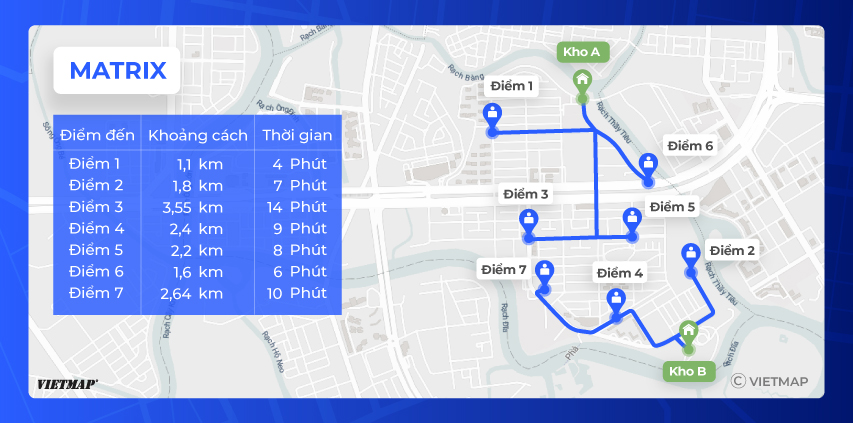 MATRIX
Điểm đến Khoảng cách Thời gian
Điểm 1 1,1 km 4 Phút
Điểm 2 1,8 km 7 Phút
Điểm 3 3,55 km 14 Phút
Điểm 4 2,4 km 9 Phút
Điểm 5 2,2 km 8 Phút
Điểm 6 1,6 km 6 Phút
Điểm 7 2,64 km 10 Phút
Kho A
Rạch Bàng
Điểm 1
Rạch Thầy Tiêu
Điểm 6
Điểm 3
Điểm 5
Điểm 2
Điểm 7
Điểm 4
Rạch Thầy Tiêu
Rạch Đĩa
Phú
Rạch Đĩa
Rạch Hộ Neo
Kho B
VIETMAP
© VIETMAP